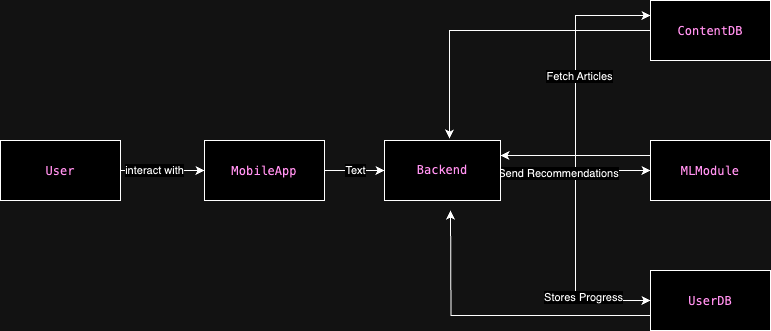 ContentDB
Fetch Articles
User
interact with
MobileApp
Text
Backend
Send Recommendations
MLModule
Stores Progress
UserDB